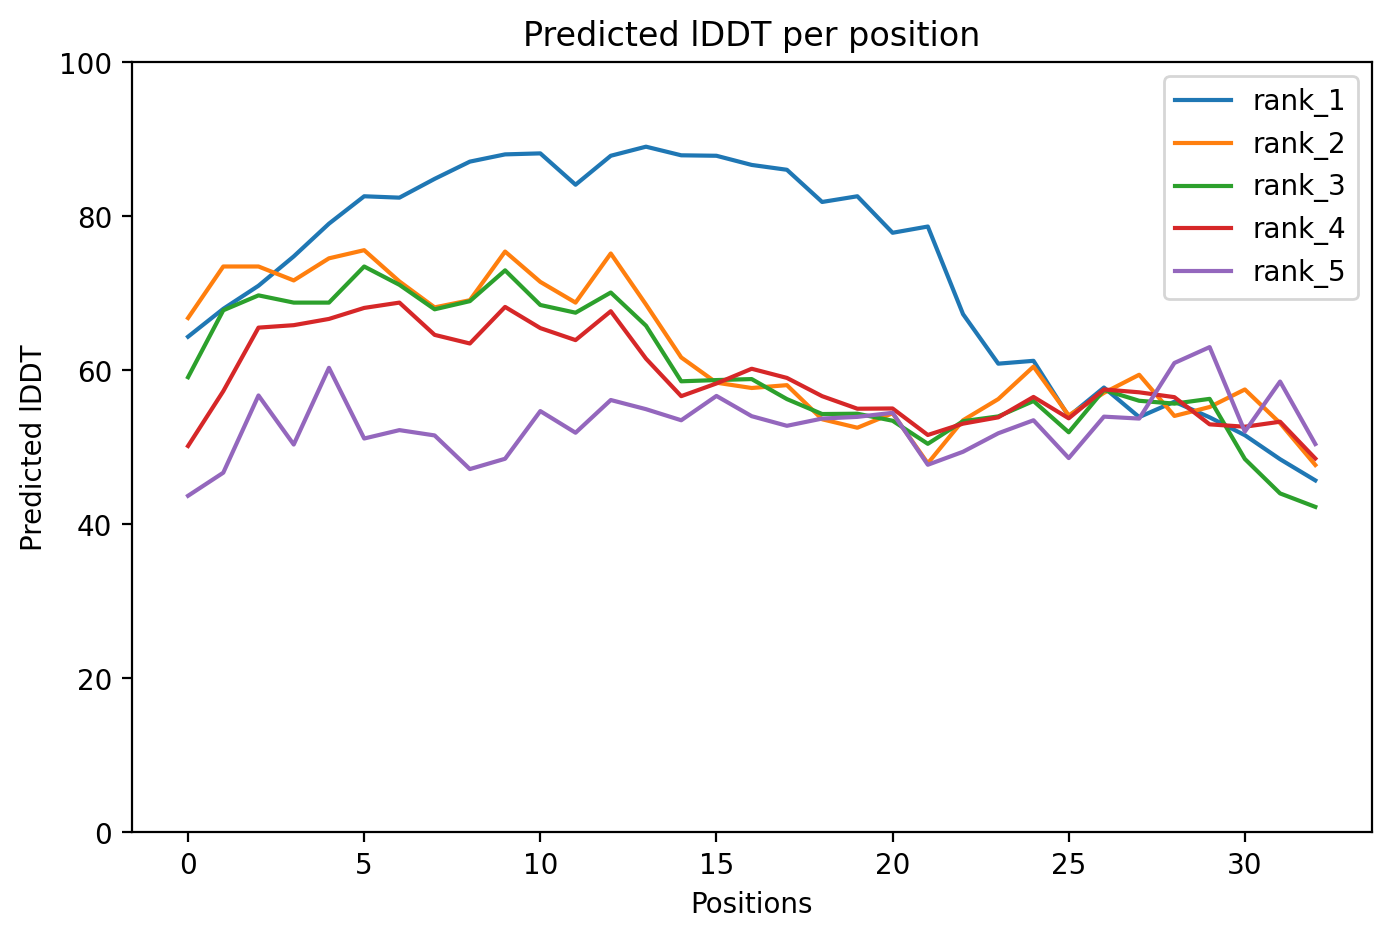 Predicted lDDT per position
Predicted lDDT
100
80
60
40
20
0
rank_1
rank_2
rank_3
rank_4
rank_5
0 5 10 15 20 25 30
Positions